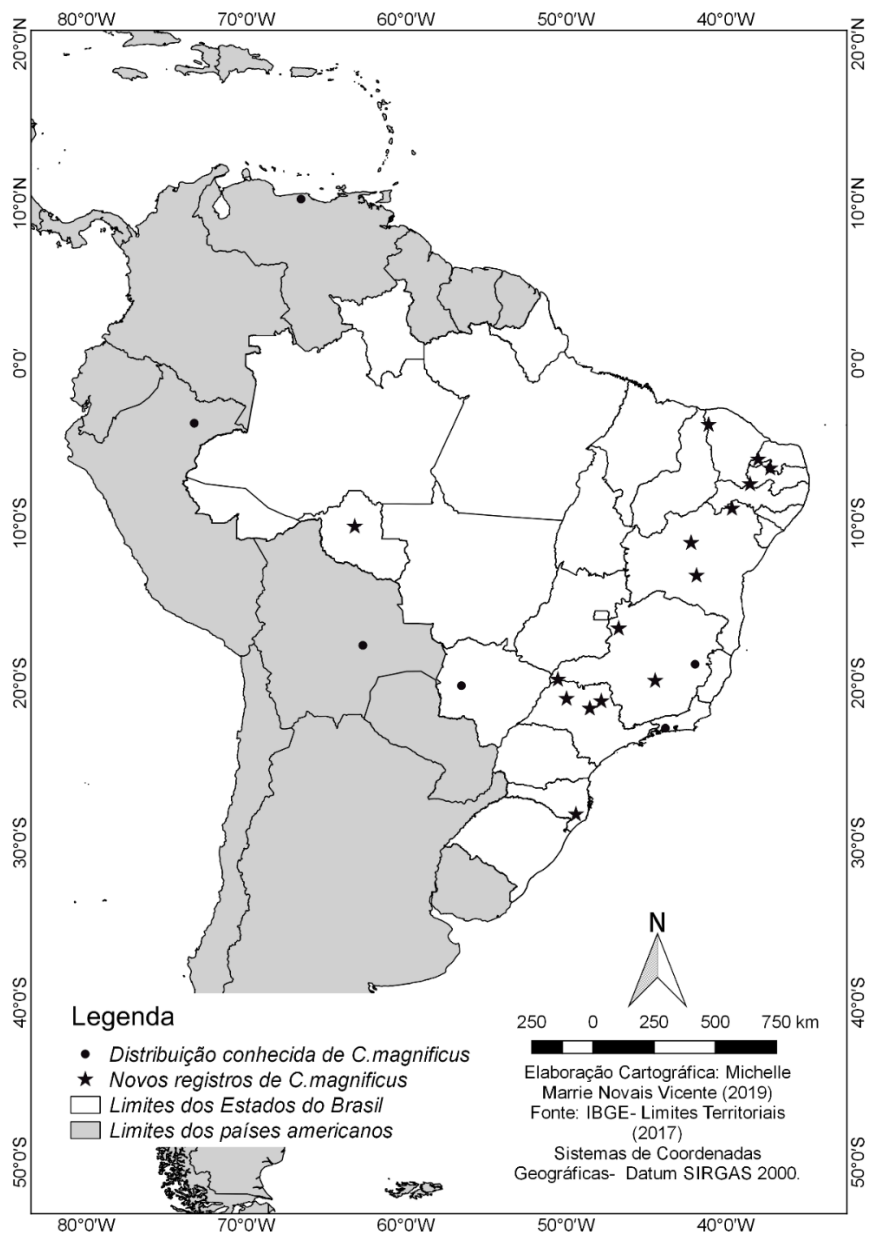 80°0'W 70°0'W 60°0'W 50°0'W 40°0'W
20°0'N 20°0'N
10°0'N 10°0'N
0°0' 0°0'
10°0'S 10°0'S
20°0'S 20°0'S
30°0'S 30°0'S
40°0'S 40°0'S
50°0'S 50°0'S
N
Legenda
Distribuição conhecida de C.magnificus
Novos registros de C.magnificus
Limites dos Estados do Brasil
Limites dos países americanos
250 0 250 500 750 km
Elaboração Cartográfica: Michelle
Marrie Novais Vicente (2019)
Fonte: IBGE- Limites Territoriais
(2017)
Sistemas de Coordenadas
Geográficas- Datum SIRGAS 2000.
80°0'W 70°0'W 60°0'W 50°0'W 40°0'W